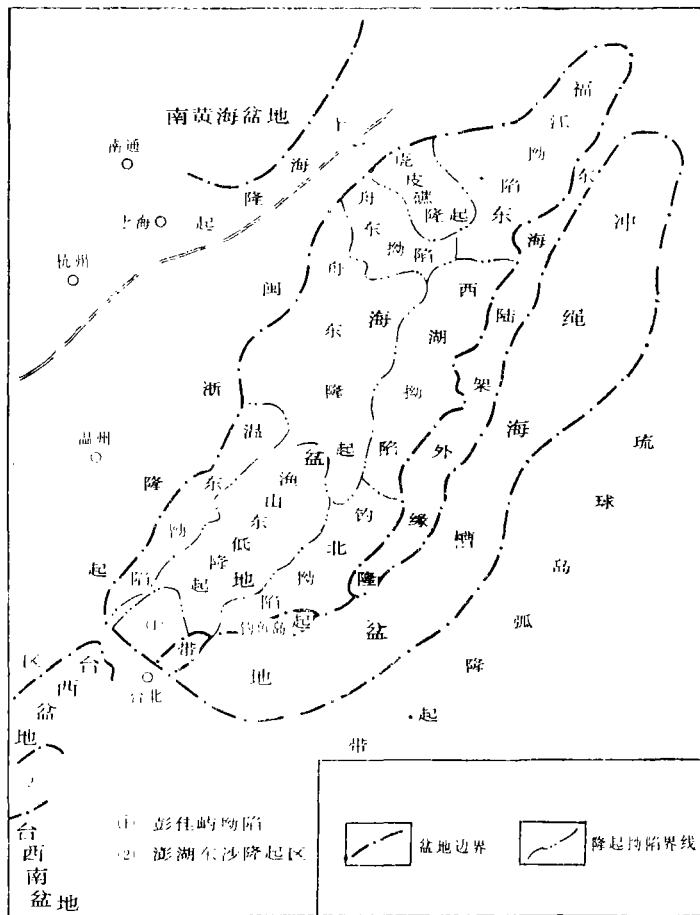 南黄海盆地
南通
上海
杭州
温州
台北
上海隆起
闽浙隆起区
东海盆地
福江坳陷
虎皮礁隆起
舟东坳陷
舟东隆起
西湖坳陷
温东坳陷
渔山东低隆起
钓北坳陷
钓鱼岛
东海陆架外缘隆起带
冲绳海槽盆地
琉球岛弧隆起带
(1)
台西盆地
2
台西南盆地
(1) 彭佳屿坳陷
(2) 澎湖东沙隆起区
盆地边界
隆起坳陷界线